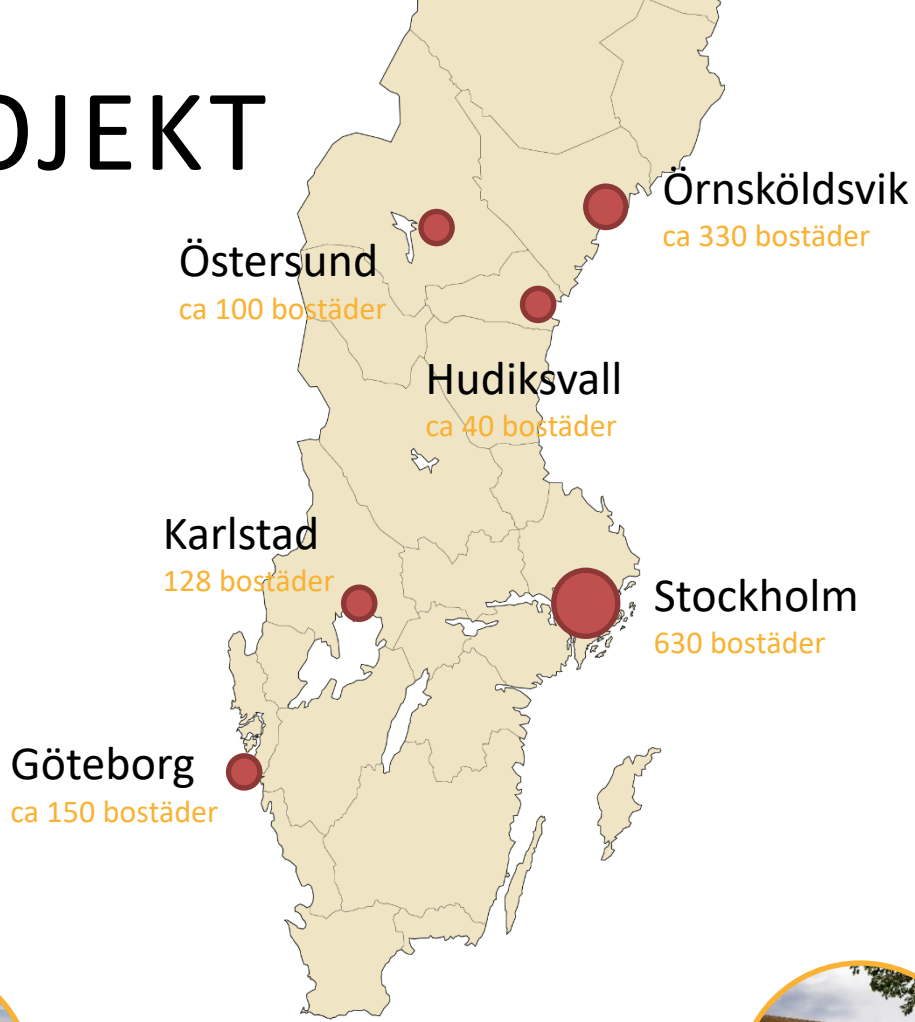 OJEKT
Örnsköldsvik
ca 330 bostäder
Östersund
ca 100 bostäder
Hudiksvall
ca 40 bostäder
Karlstad
128 bostäder
Stockholm
630 bostäder
Göteborg
ca 150 bostäder